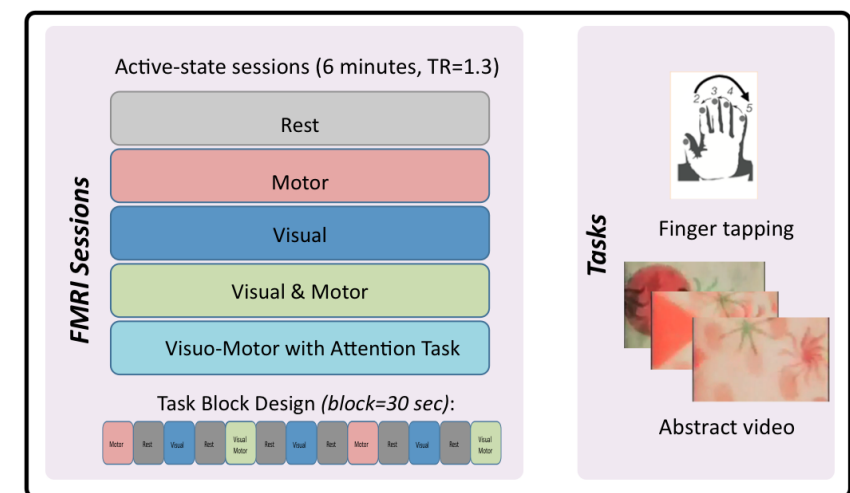 FMRI Sessions
Active-state sessions (6 minutes, TR=1.3)
Rest
Motor
Visual
Visual & Motor
Visuo-Motor with Attention Task
Task Block Design (block=30 sec):
Motor
Rest
Visual
Rest
Visual
Motor
Rest
Visual
Rest
Motor
Rest
Visual
Rest
Visual
Motor
Tasks
2 3 4 5
Finger tapping
Abstract video